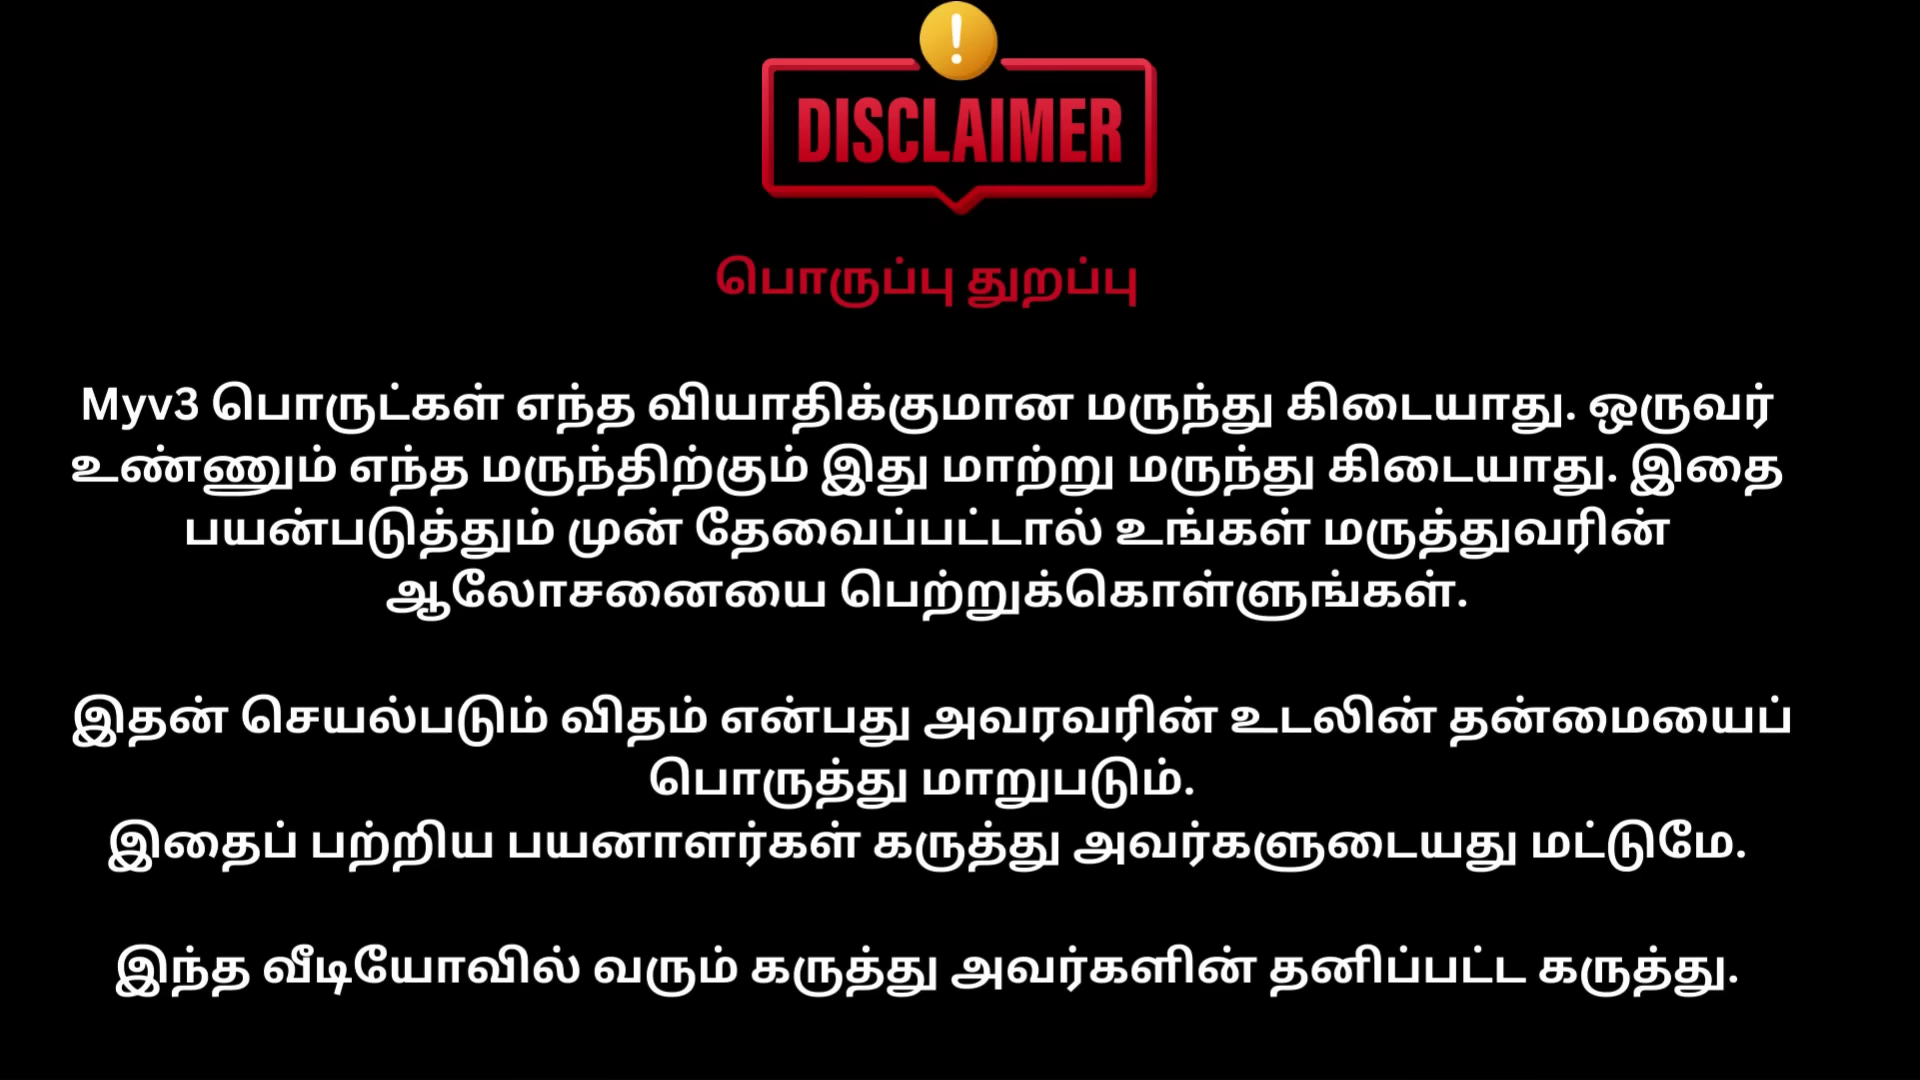 !
DISCLAIMER
பொருப்பு துறப்பு
Myv3 பொருட்கள் எந்த வியாதிக்குமான மருந்து கிடையாது. ஒருவர்
உண்ணும் எந்த மருந்திற்கும் இது மாற்று மருந்து கிடையாது. இதை
பயன்படுத்தும் முன் தேவைப்பட்டால் உங்கள் மருத்துவரின்
ஆலோசனையை பெற்றுக்கொள்ளுங்கள்.
இதன் செயல்படும் விதம் என்பது அவரவரின் உடலின் தன்மையைப்
பொருத்து மாறுபடும்.
இதைப் பற்றிய பயனாளர்கள் கருத்து அவர்களுடையது மட்டுமே.
இந்த வீடியோவில் வரும் கருத்து அவர்களின் தனிப்பட்ட கருத்து.